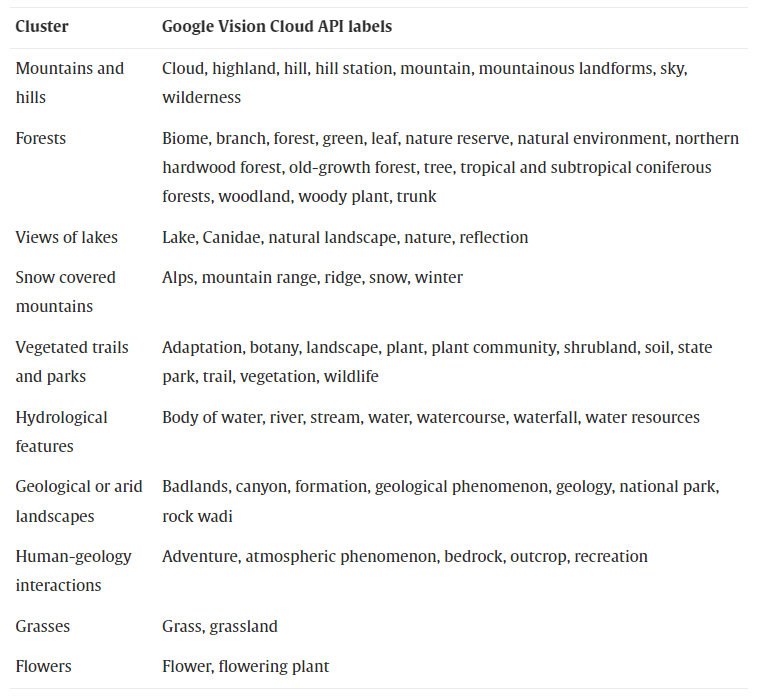 Cluster Google Vision Cloud API labels
Mountains and Cloud, highland, hill, hill station, mountain, mountainous landforms, sky,
hills wilderness
Forests Biome, branch, forest, green, leaf, nature reserve, natural environment, northern
hardwood forest, old-growth forest, tree, tropical and subtropical coniferous
forests, woodland, woody plant, trunk
Views of lakes Lake, Canidae, natural landscape, nature, reflection
Snow covered Alps, mountain range, ridge, snow, winter
mountains
Vegetated trails Adaptation, botany, landscape, plant, plant community, shrubland, soil, state
and parks park, trail, vegetation, wildlife
Hydrological Body of water, river, stream, water, watercourse, waterfall, water resources
features
Geological or arid Badlands, canyon, formation, geological phenomenon, geology, national park,
landscapes rock wadi
Human-geology Adventure, atmospheric phenomenon, bedrock, outcrop, recreation
interactions
Grasses Grass, grassland
Flowers Flower, flowering plant